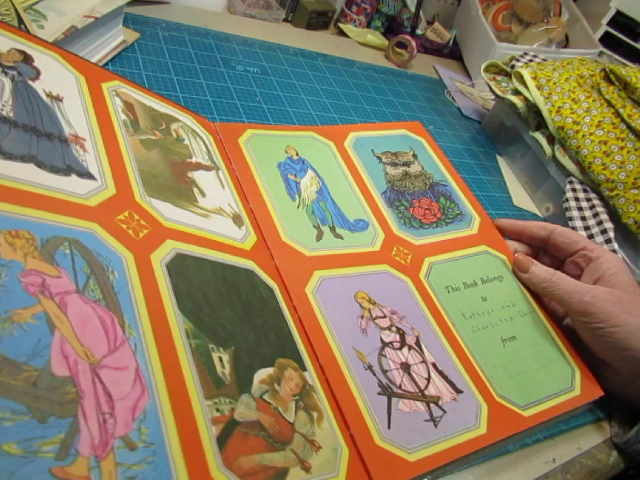 This Book Belongs
to
Kathryn and
Charlotte
from